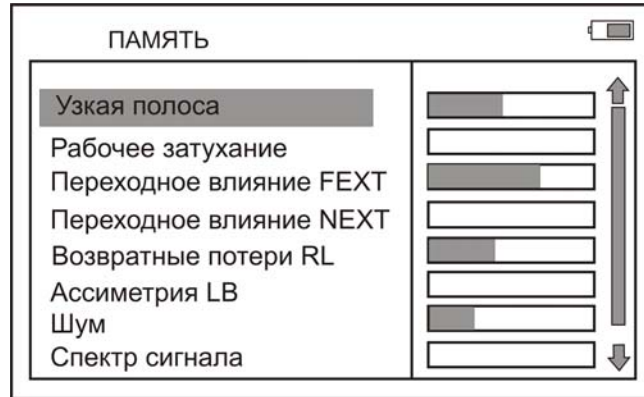 ПАМЯТЬ
Узкая полоса
Рабочее затухание
Переходное влияние FEXT
Переходное влияние NEXT
Возвратные потери RL
Ассиметрия LB
Шум
Спектр сигнала